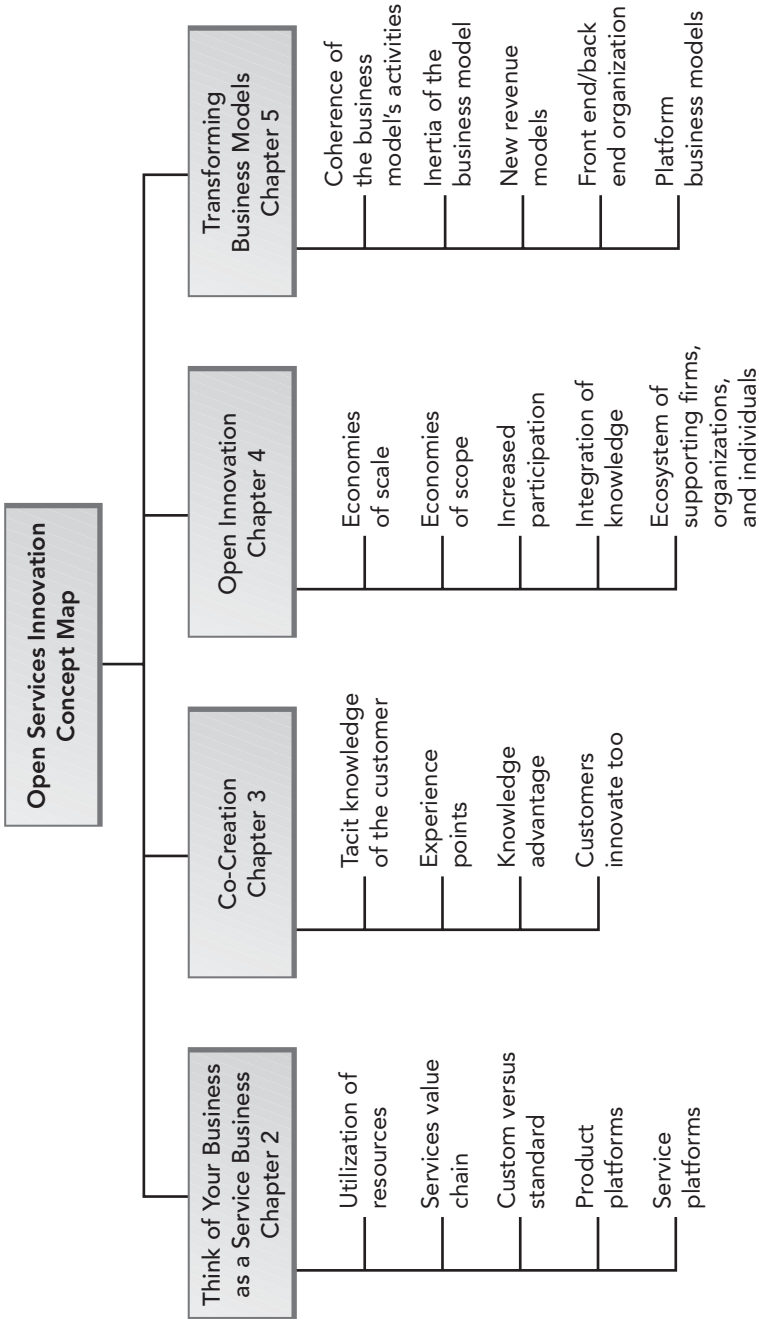 Open Services Innovation
Concept Map
Think of Your Business
as a Service Business
Chapter 2
Utilization of
resources
Services value
chain
Custom versus
standard
Product
platforms
Service
platforms
Co-Creation
Chapter 3
Tacit knowledge
of the customer
Experience
points
Knowledge
advantage
Customers
innovate too
Open Innovation
Chapter 4
Economies
of scale
Economies
of scope
Increased
participation
Integration of
knowledge
Ecosystem of
supporting firms,
organizations,
and individuals
Transforming
Business Models
Chapter 5
Coherence of
the business
model's activities
Inertia of the
business model
New revenue
models
Front end/back
end organization
Platform
business models